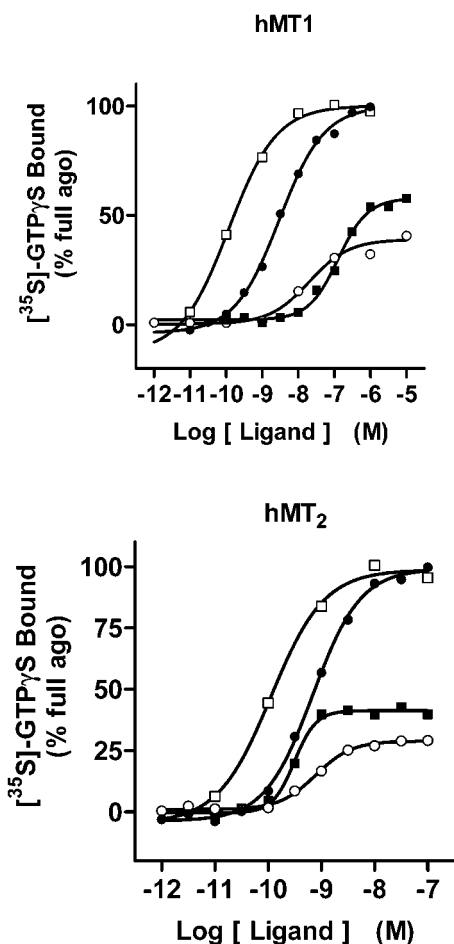 hMT1
[³⁵S]-GTPγS Bound
(% full ago)
100
50
0
-12 -11 -10 -9 -8 -7 -6 -5
Log [ Ligand ] (M)
hMT₂
[³⁵S]-GTPγS Bound
(% full ago)
100
75
50
25
0
-12 -11 -10 -9 -8 -7
Log [ Ligand ] (M)